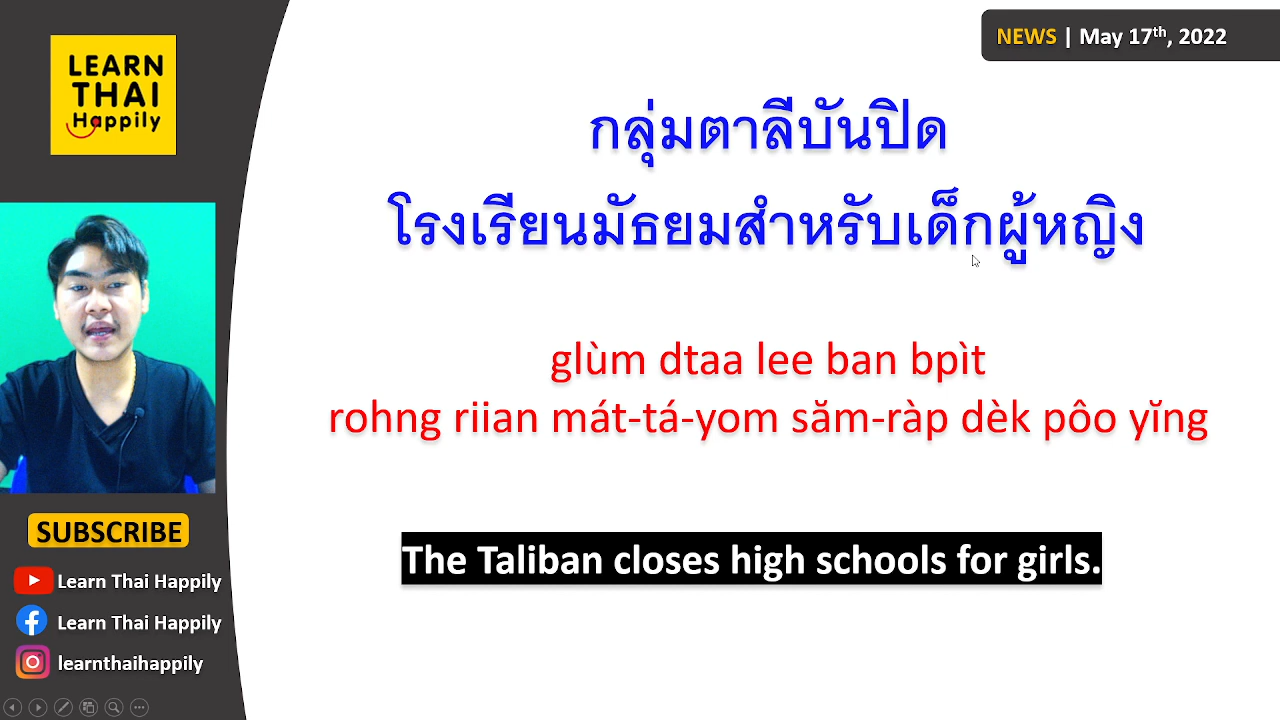 LEARN
THAI
Happily
NEWS | May 17th, 2022
กลุ่มตาลีบันปิด
โรงเรียนมัธยมสำหรับเด็กผู้หญิง
glùm dtaa lee ban bpìt
rohng riian mát-tá-yom săm-ràp dèk pôo yĭng
The Taliban closes high schools for girls.
SUBSCRIBE
Learn Thai Happily
Learn Thai Happily
learnthaihappily